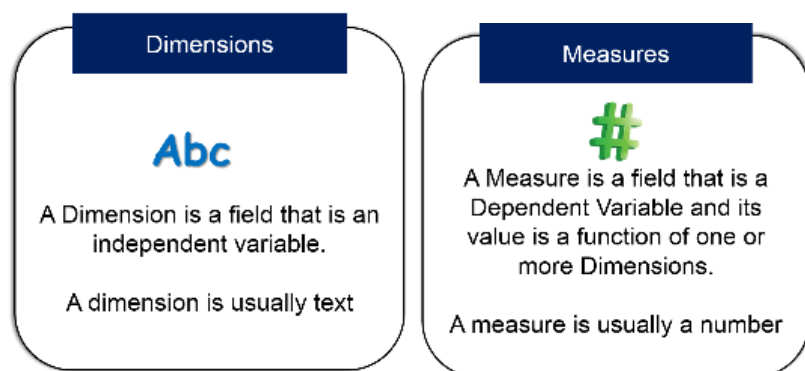 Dimensions
Abc
A Dimension is a field that is an
independent variable.
A dimension is usually text
Measures
#
A Measure is a field that is a
Dependent Variable and its
value is a function of one or
more Dimensions.
A measure is usually a number